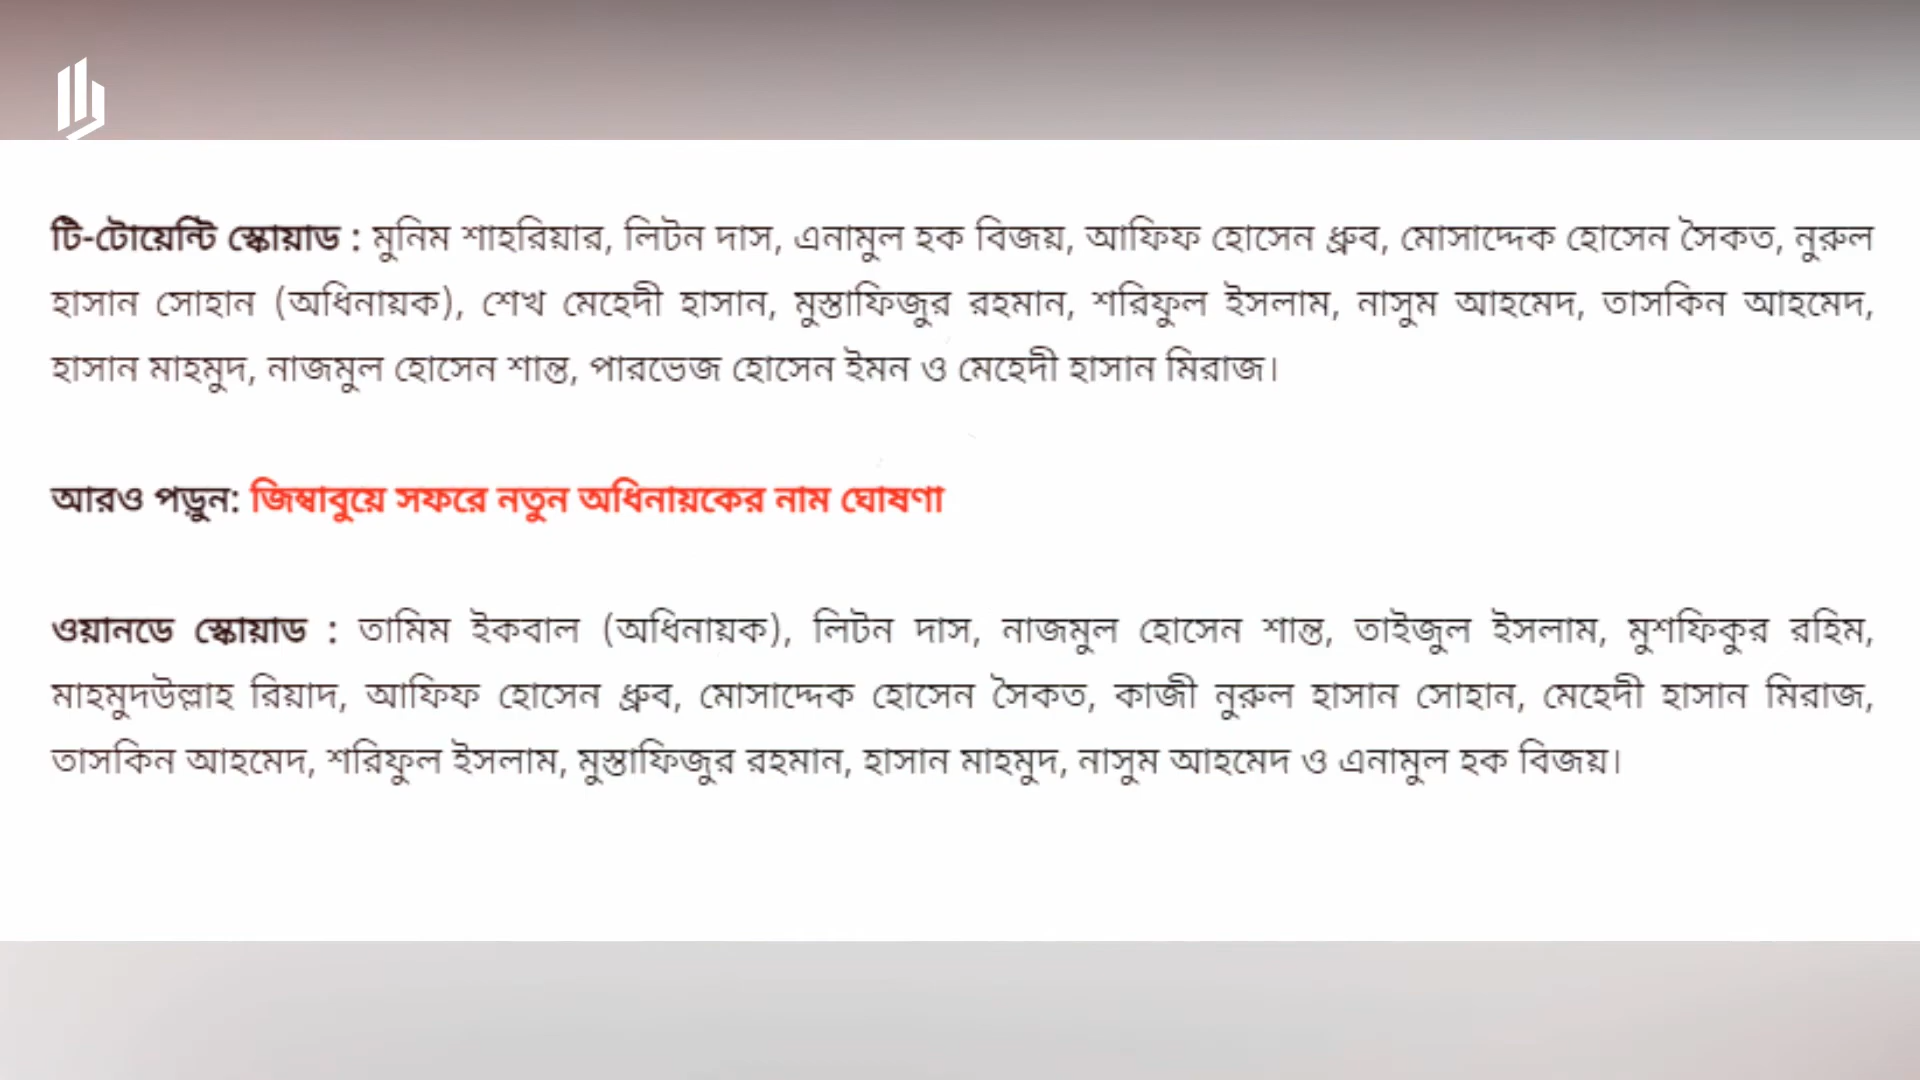 টি-টোয়েন্টি স্কোয়াড : মুনিম শাহরিয়ার, লিটন দাস, এনামুল হক বিজয়, আফিফ হোসেন ধ্রুব, মোসাদ্দেক হোসেন সৈকত, নুরুল
হাসান সোহান (অধিনায়ক), শেখ মেহেদী হাসান, মুস্তাফিজুর রহমান, শরিফুল ইসলাম, নাসুম আহমেদ, তাসকিন আহমেদ,
হাসান মাহমুদ, নাজমুল হোসেন শান্ত, পারভেজ হোসেন ইমন ও মেহেদী হাসান মিরাজ।
আরও পড়ুন: জিম্বাবুয়ে সফরে নতুন অধিনায়কের নাম ঘোষণা
ওয়ানডে স্কোয়াড : তামিম ইকবাল (অধিনায়ক), লিটন দাস, নাজমুল হোসেন শান্ত, তাইজুল ইসলাম, মুশফিকুর রহিম,
মাহমুদউল্লাহ রিয়াদ, আফিফ হোসেন ধ্রুব, মোসাদ্দেক হোসেন সৈকত, কাজী নুরুল হাসান সোহান, মেহেদী হাসান মিরাজ,
তাসকিন আহমেদ, শরিফুল ইসলাম, মুস্তাফিজুর রহমান, হাসান মাহমুদ, নাসুম আহমেদ ও এনামুল হক বিজয়।